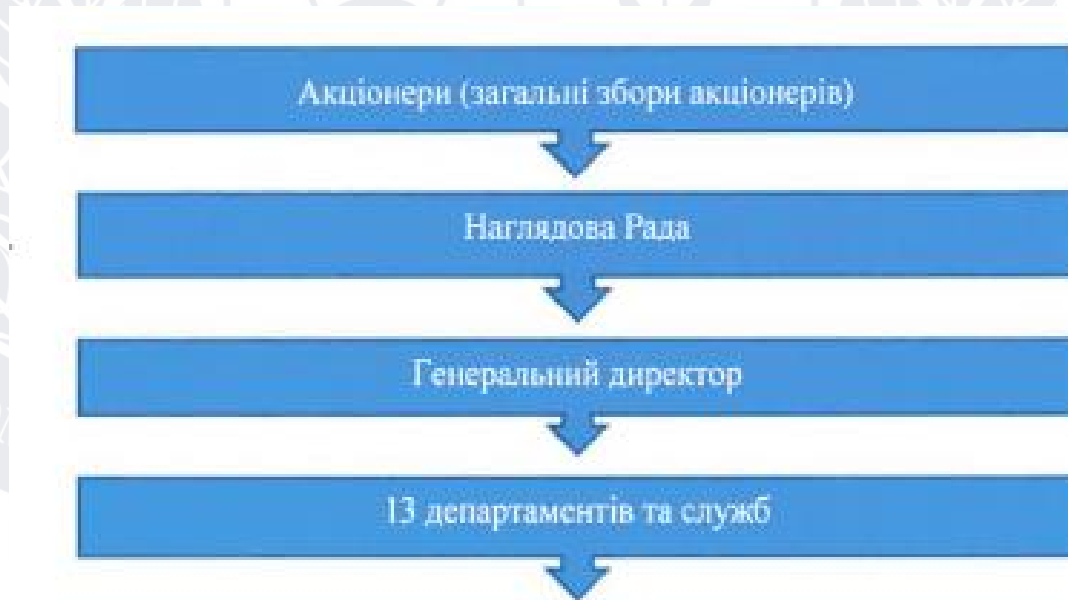 Акціонери (загальні збори акціонерів)
Наглядова Рада
Генеральний директор
13 департаментів та служб